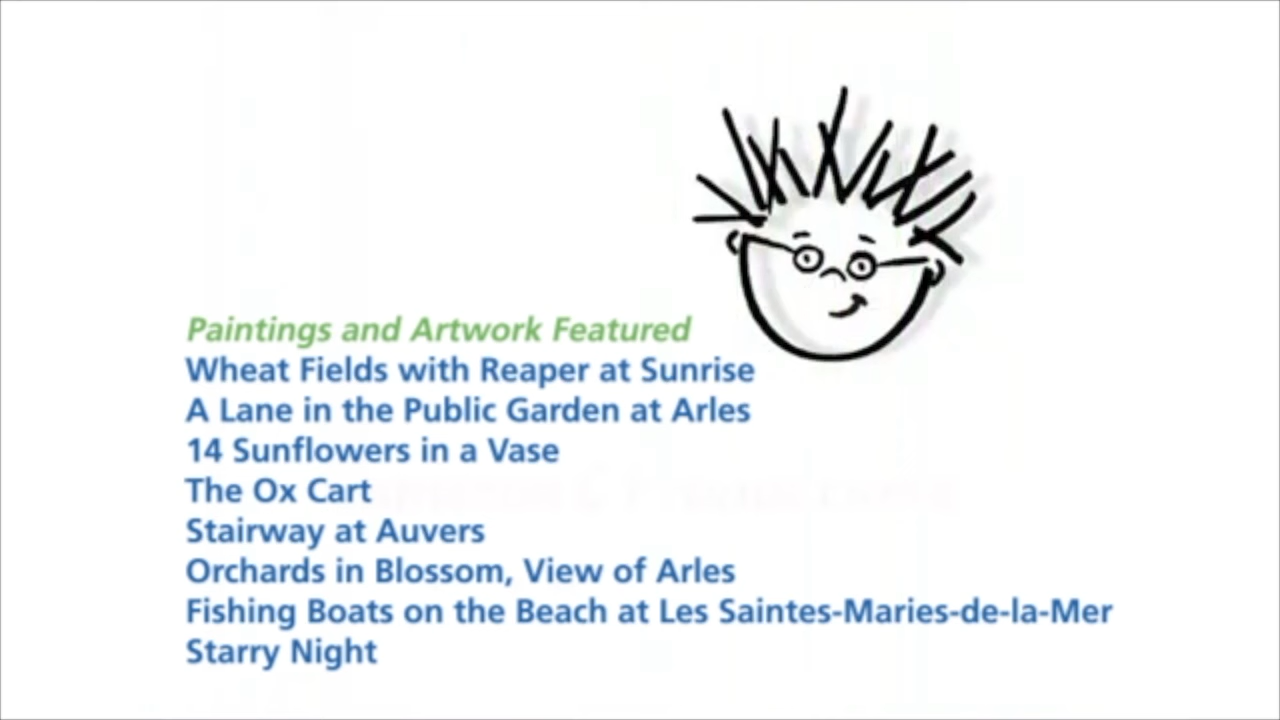 Paintings and Artwork Featured
Wheat Fields with Reaper at Sunrise
A Lane in the Public Garden at Arles
14 Sunflowers in a Vase
The Ox Cart
Stairway at Auvers
Orchards in Blossom, View of Arles
Fishing Boats on the Beach at Les Saintes-Maries-de-la-Mer
Starry Night